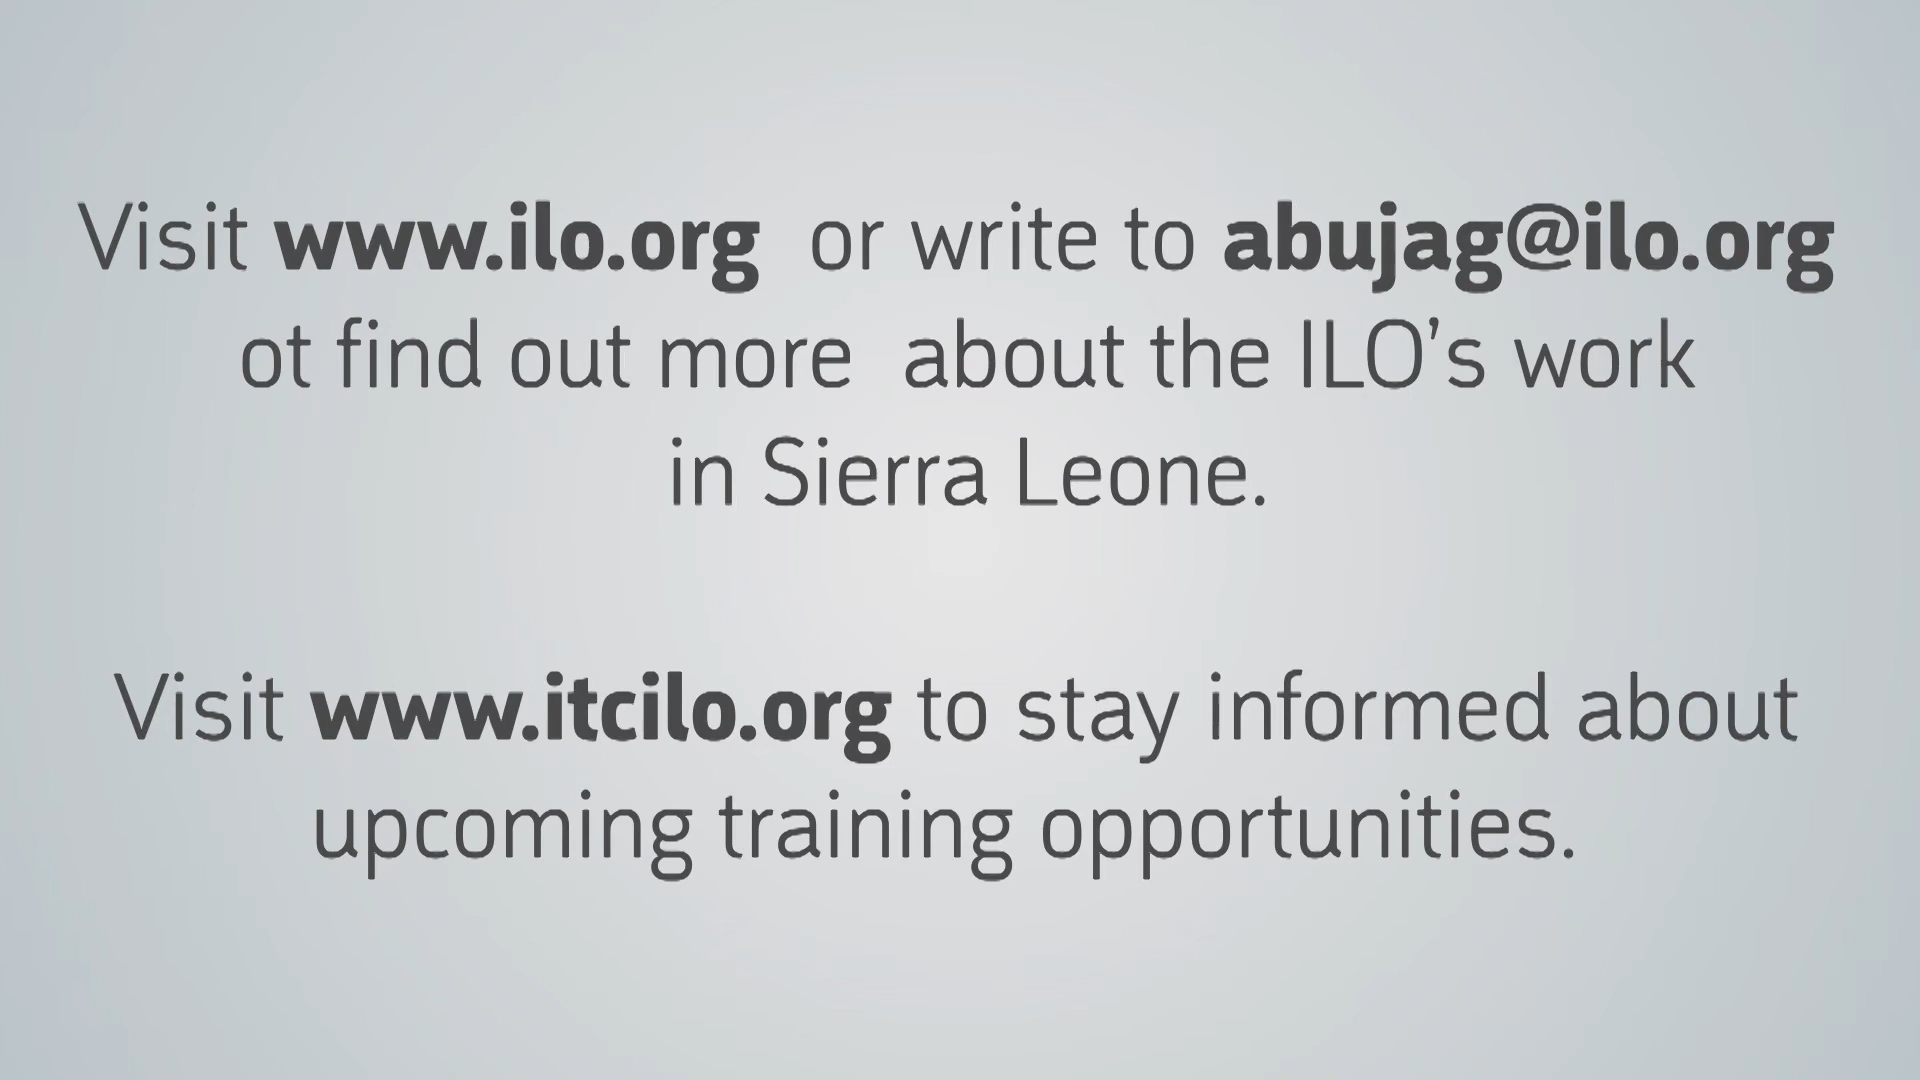 Visit www.ilo.org  or write to abujag@ilo.org
ot find out more  about the ILO's work
in Sierra Leone.
Visit www.itcilo.org to stay informed about
upcoming training opportunities.